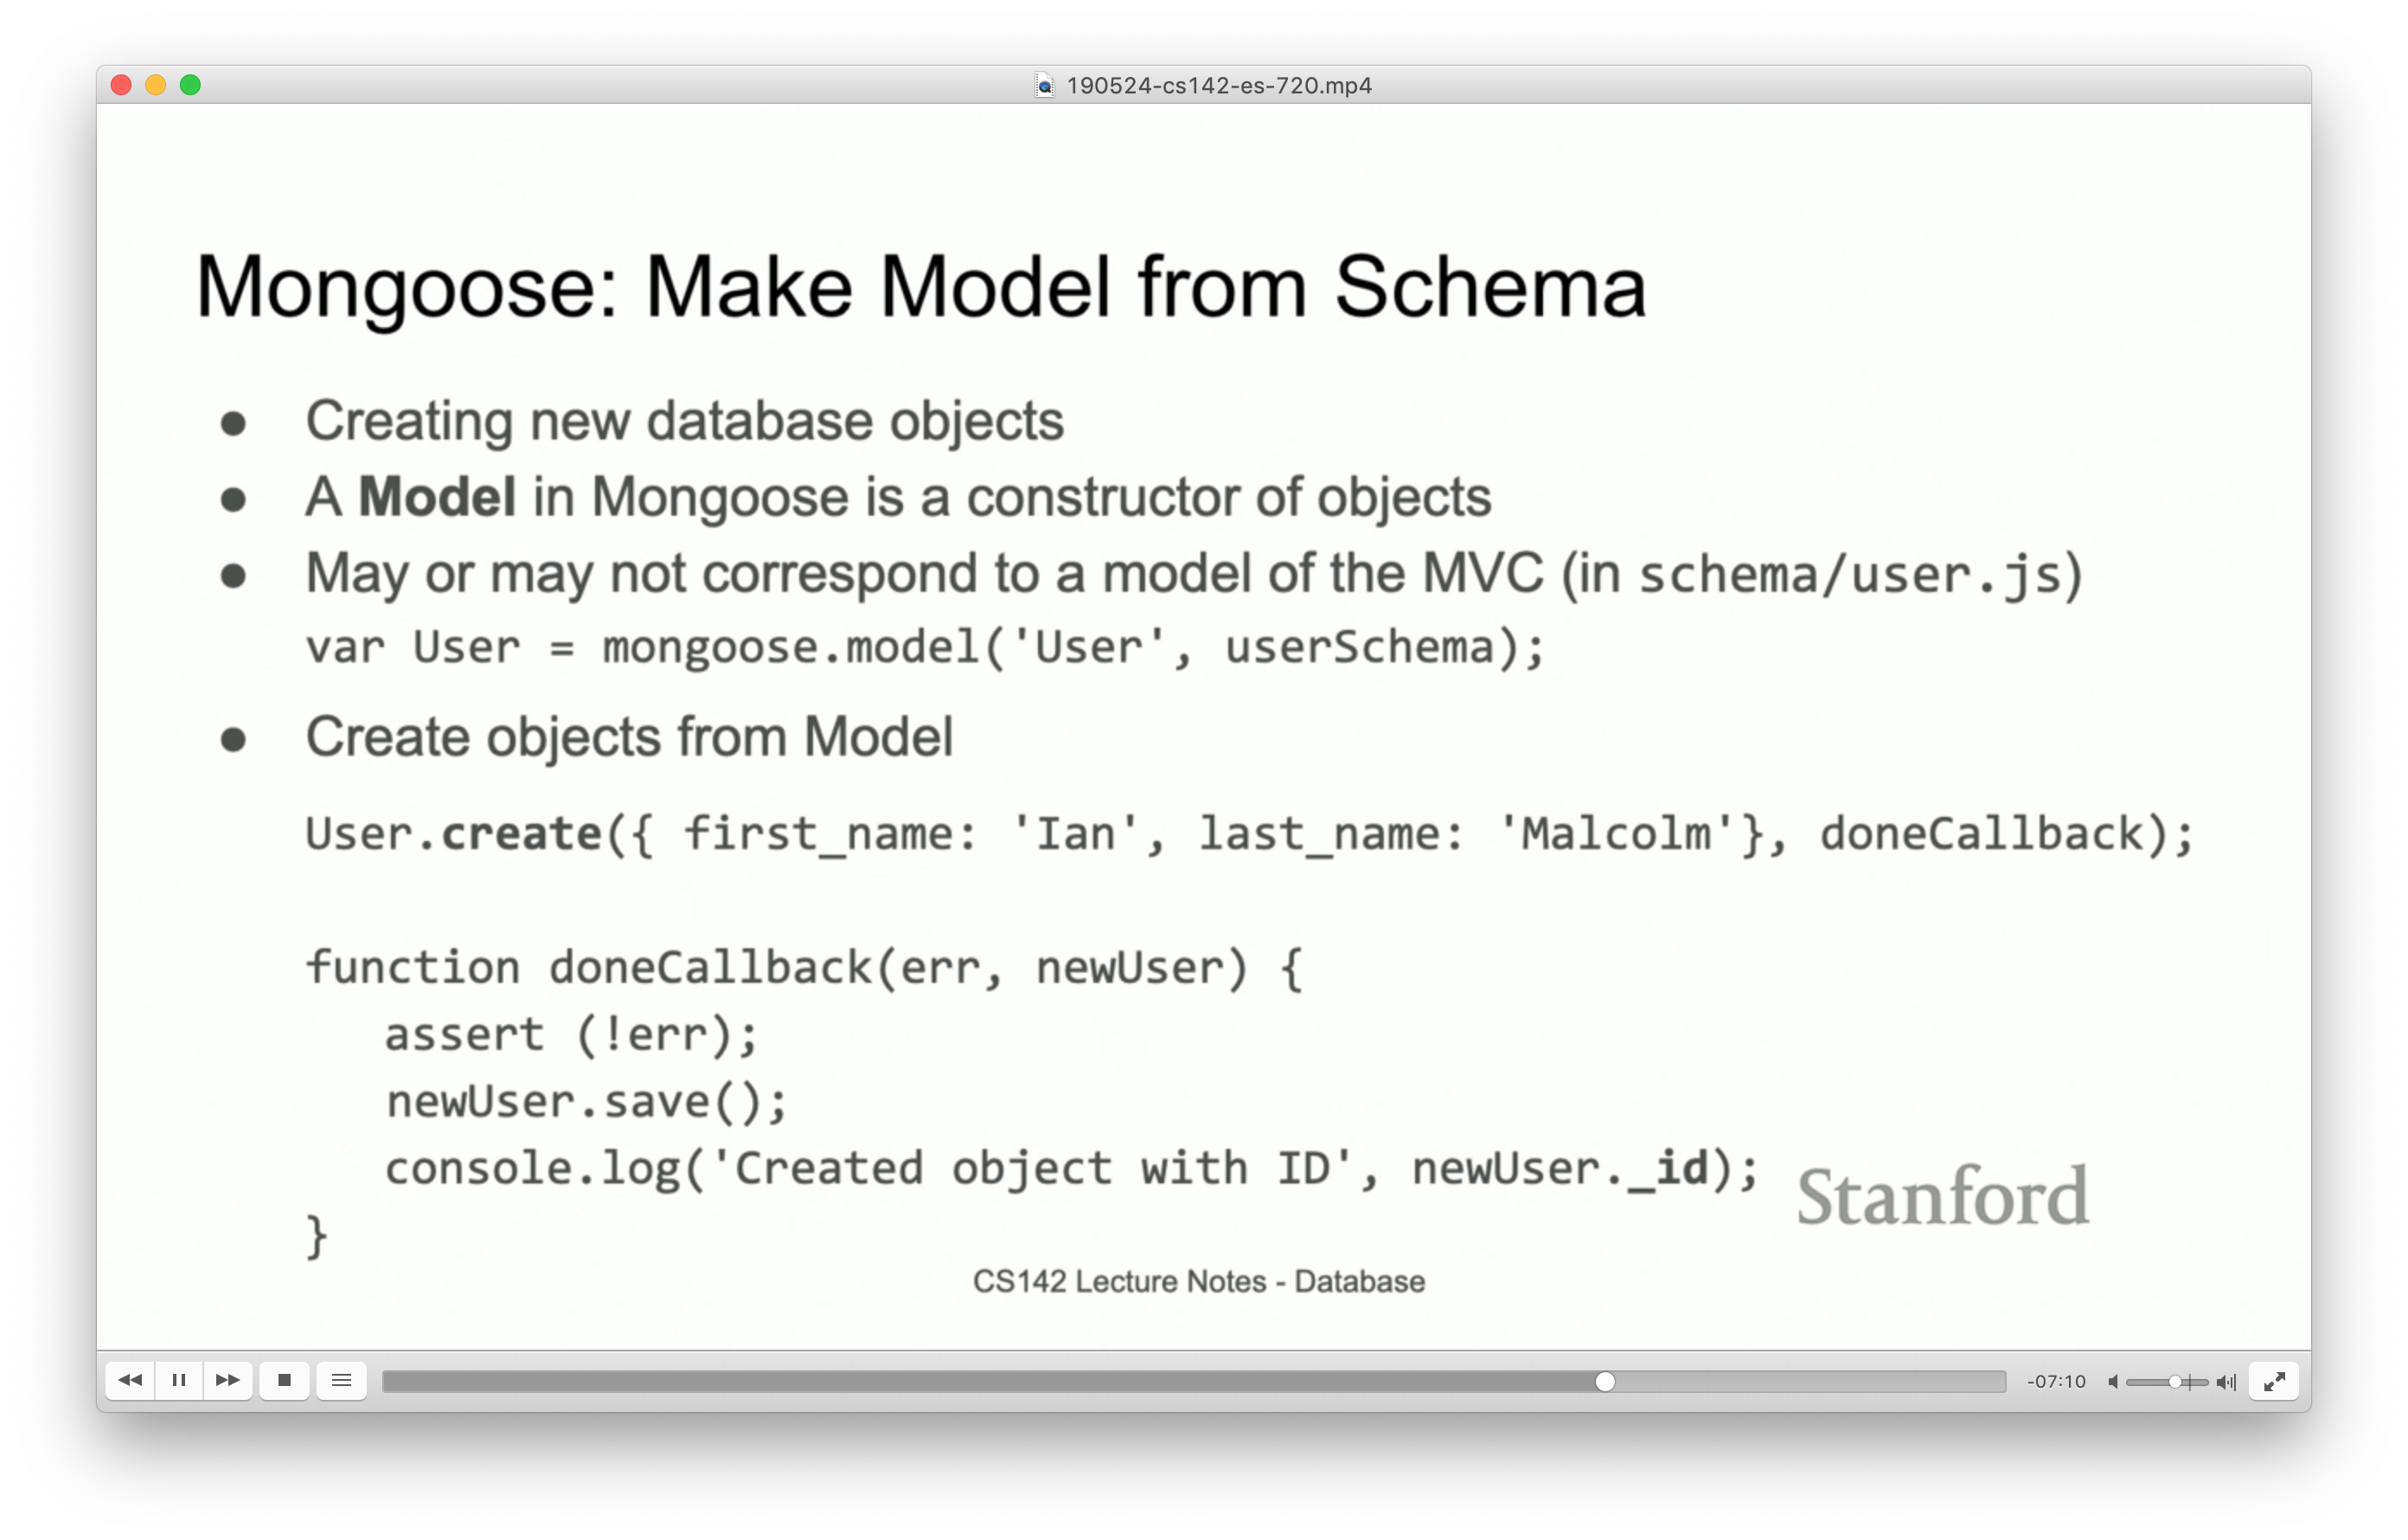 190524-cs142-es-720.mp4
Mongoose: Make Model from Schema
● Creating new database objects
● A Model in Mongoose is a constructor of objects
● May or may not correspond to a model of the MVC (in schema/user.js)
var User = mongoose.model('User', userSchema);
● Create objects from Model
User.create({ first_name: 'Ian', last_name: 'Malcolm'}, doneCallback);
function doneCallback(err, newUser) {
assert (!err);
newUser.save();
console.log('Created object with ID', newUser._id);
}
Stanford
CS142 Lecture Notes - Database
-07:10